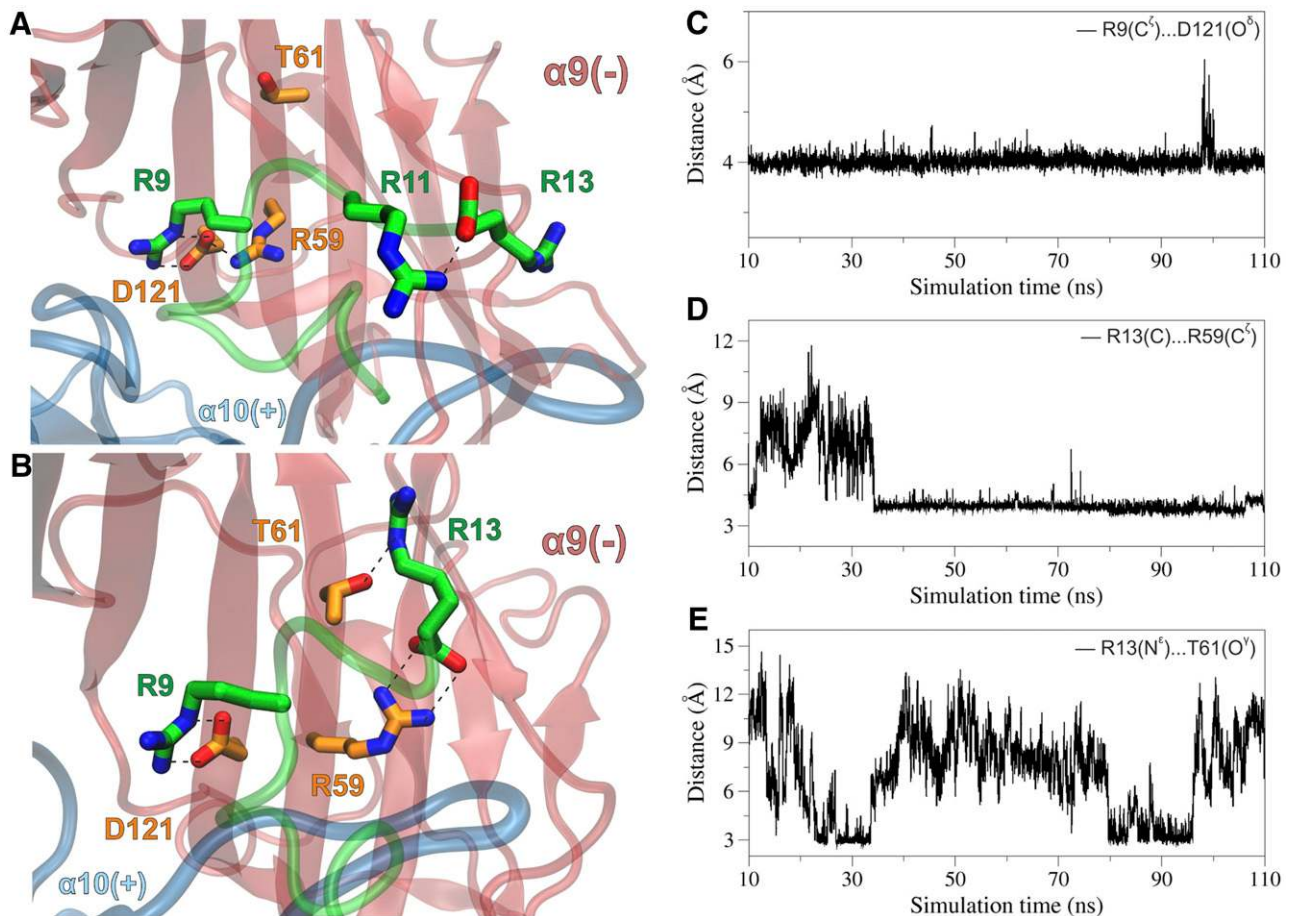 A
T61
α9(-)
R9
R11
R13
R59
D121
α10(+)
B
T61
R13
α9(-)
R9
R59
D121
α10(+)
C
R9(Cᶻ)...D121(Oᵟ)
6
4
Distance (Å)
10 30 50 70 90 110
Simulation time (ns)
D
R13(C)...R59(Cᶻ)
12
9
6
3
Distance (Å)
10 30 50 70 90 110
Simulation time (ns)
E
R13(Nᵋ)...T61(Oᵞ)
15
12
9
6
3
Distance (Å)
10 30 50 70 90 110
Simulation time (ns)